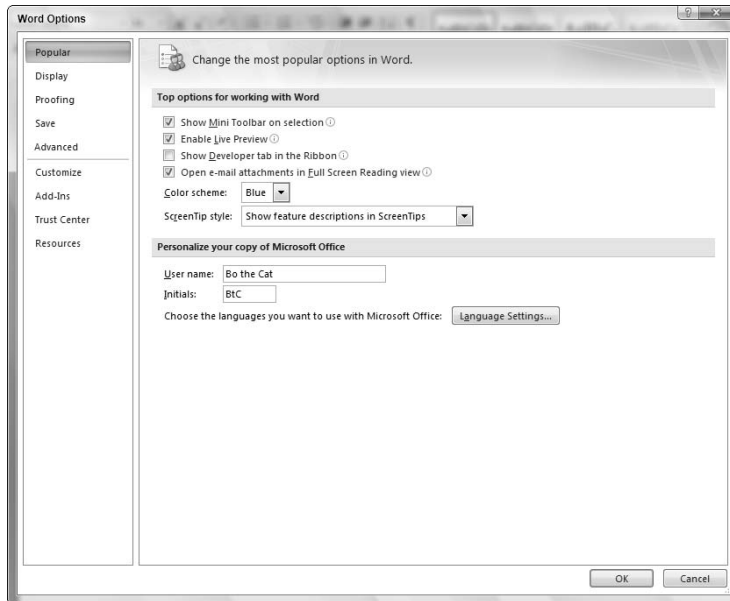 Word Options
Popular
Display
Proofing
Save
Advanced
Customize
Add-Ins
Trust Center
Resources
Change the most popular options in Word.
Top options for working with Word
Show Mini Toolbar on selection
Enable Live Preview
Show Developer tab in the Ribbon
Open e-mail attachments in Full Screen Reading view
Color scheme: Blue
ScreenTip style: Show feature descriptions in ScreenTips
Personalize your copy of Microsoft Office
User name: Bo the Cat
Initials: BtC
Choose the languages you want to use with Microsoft Office: Language Settings...
OK Cancel